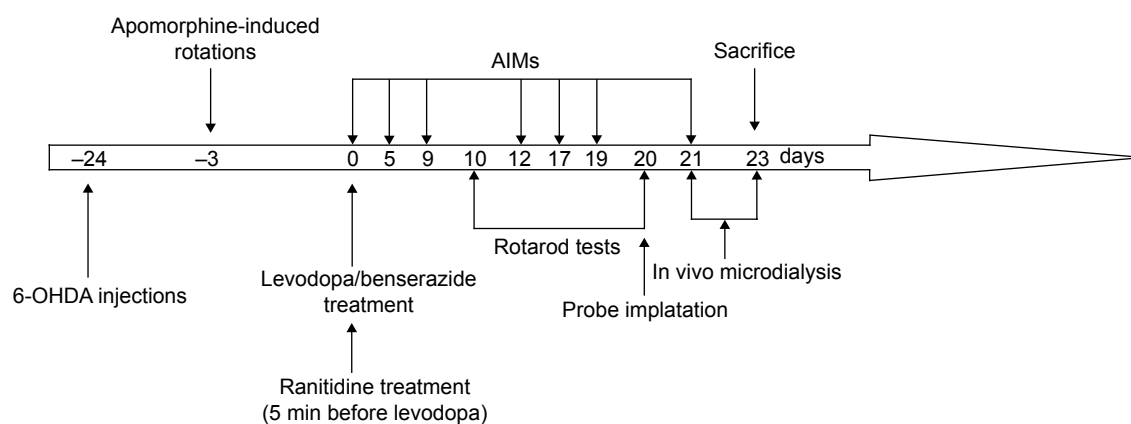 Apomorphine-induced
rotations
AIMs
Sacrifice
–24 –3 0 5 9 10 12 17 19 20 21 23 days
Rotarod tests
6-OHDA injections
Levodopa/benserazide
treatment
In vivo microdialysis
Probe implatation
Ranitidine treatment
(5 min before levodopa)